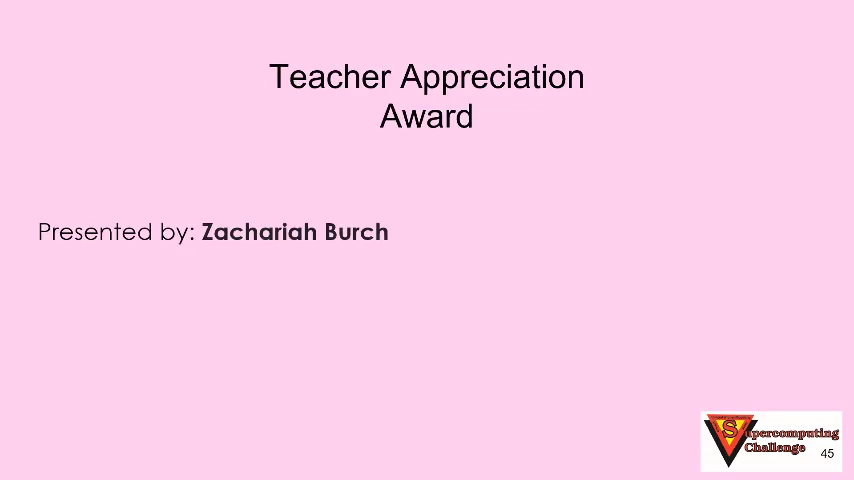 Teacher Appreciation
Award
Presented by: Zachariah Burch
Supercomputing
Challenge
45